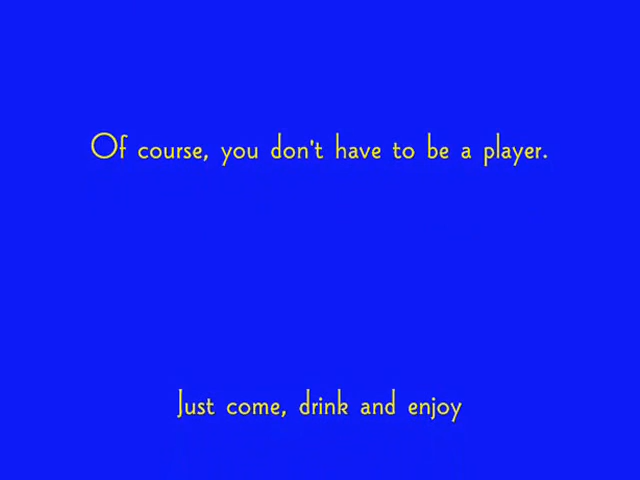 Of course, you don't have to be a player.
Just come, drink and enjoy